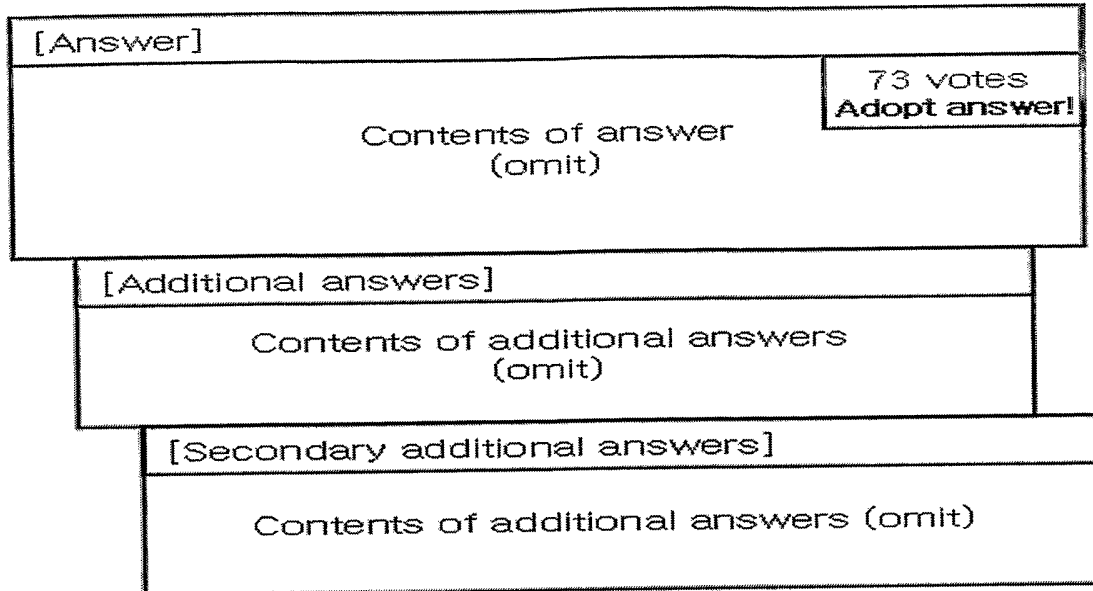 [Answer]
73 votes
Adopt answer!
Contents of answer
(omit)
[Additional answers]
Contents of additional answers
(omit)
[Secondary additional answers]
Contents of additional answers (omit)